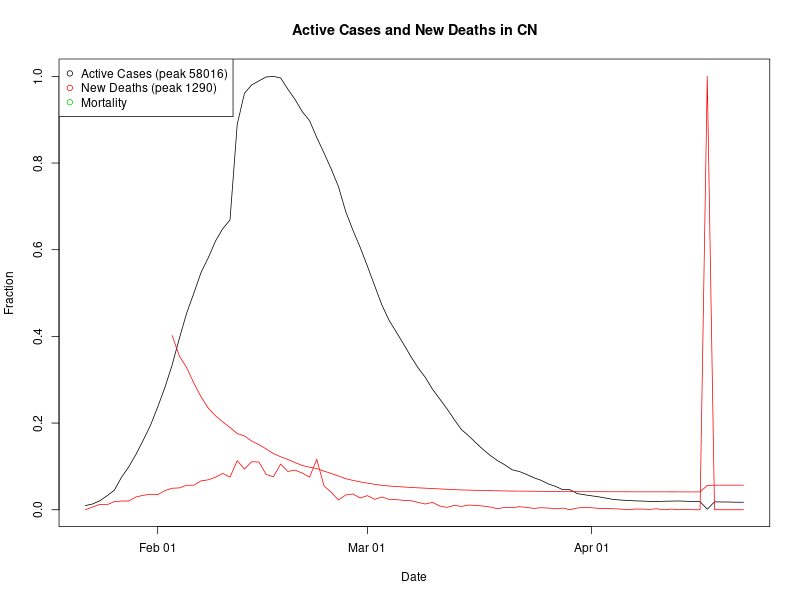 Active Cases and New Deaths in CN
Active Cases (peak 58016)
New Deaths (peak 1290)
Mortality
Fraction
1.0
0.8
0.6
0.4
0.2
0.0
Feb 01
Mar 01
Apr 01
Date